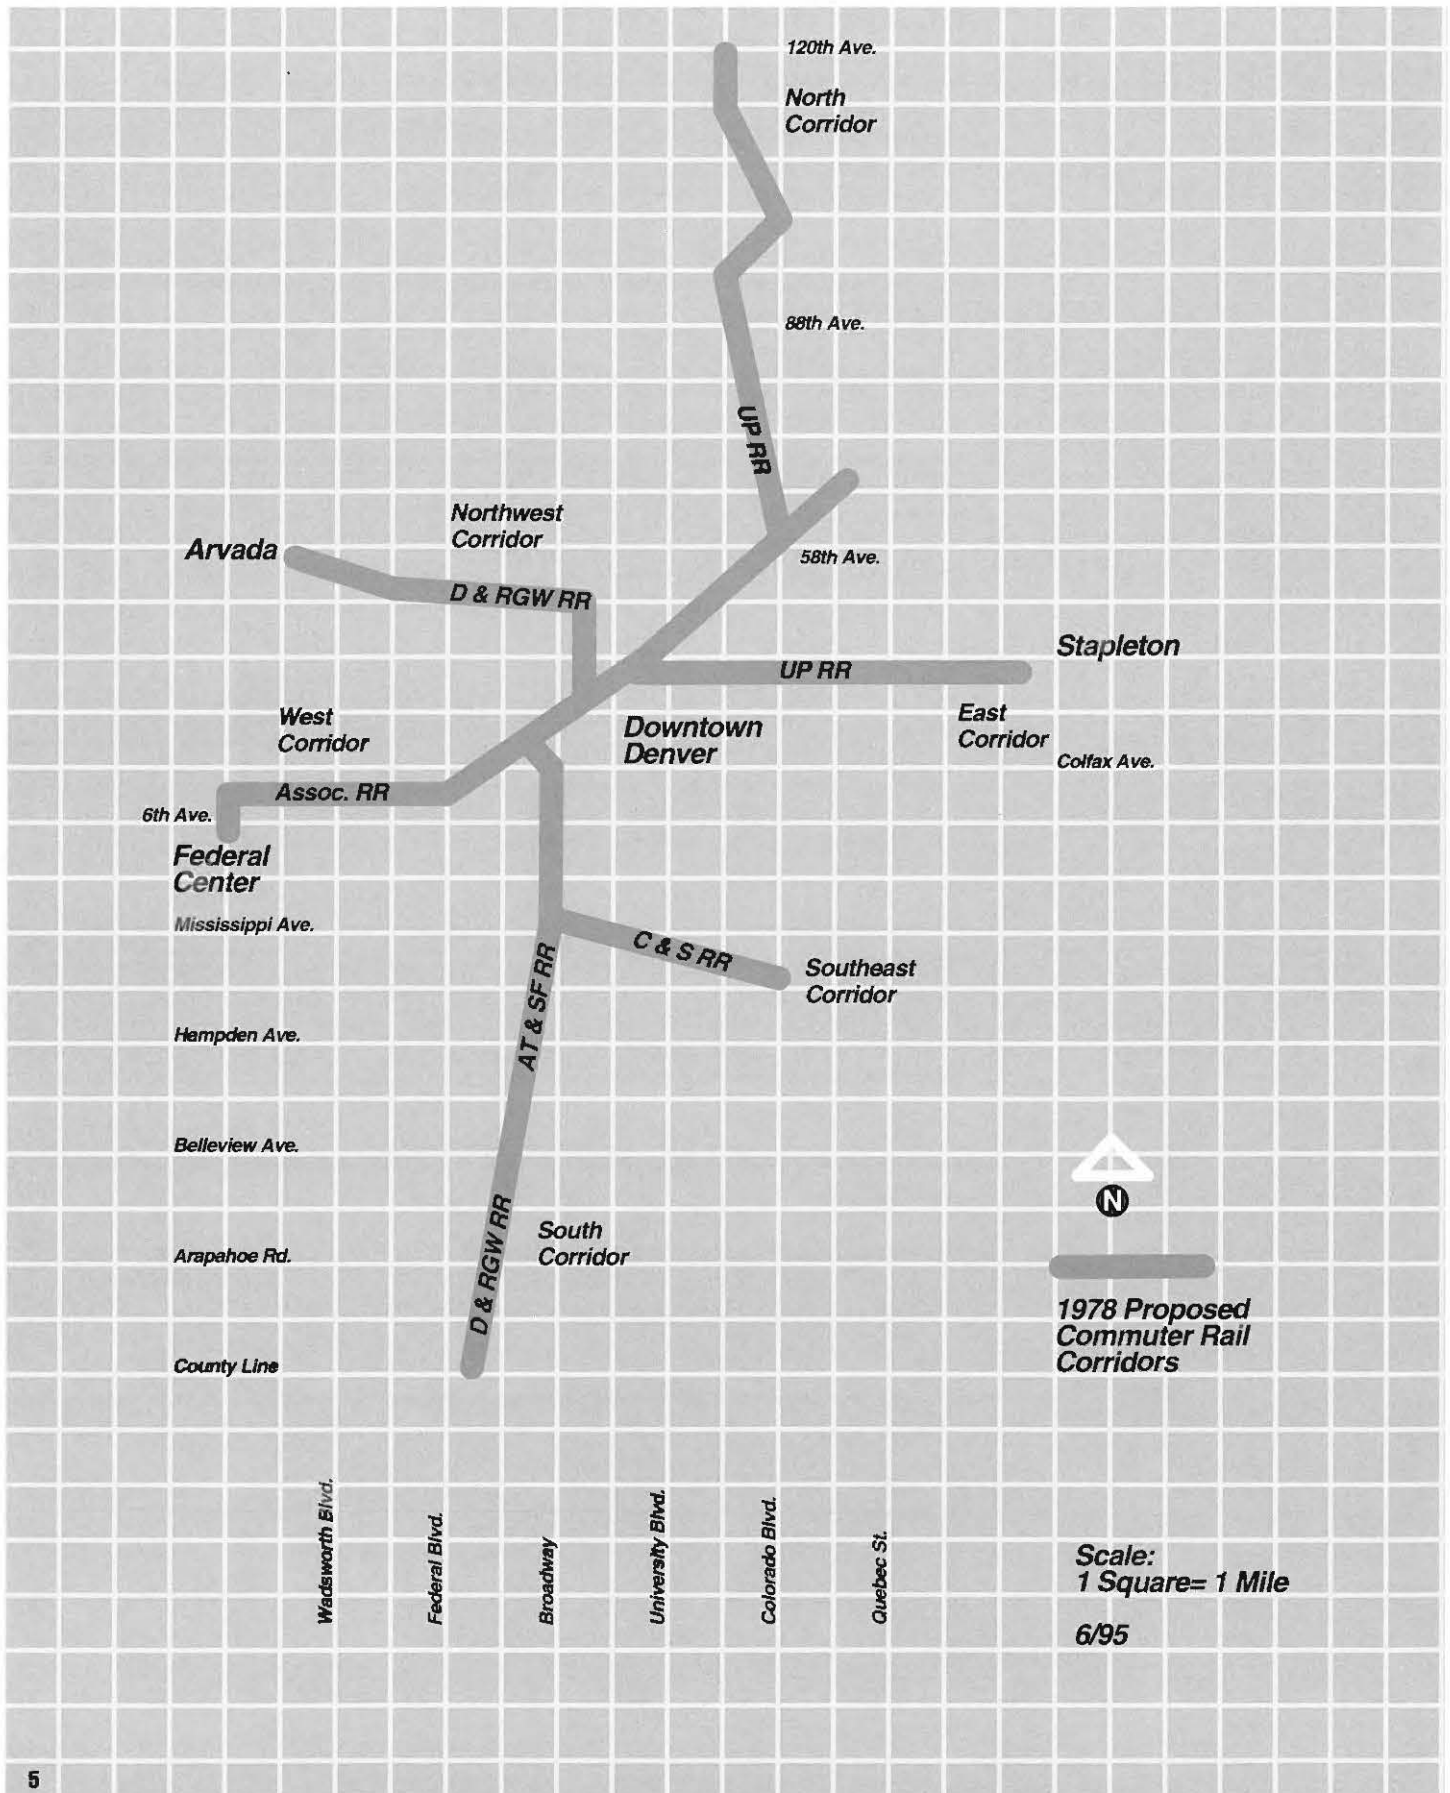 120th Ave.
North
Corridor
88th Ave.
UP RR
Northwest
Corridor
Arvada
58th Ave.
D & RGW RR
Stapleton
UP RR
West
Corridor
Downtown
Denver
East
Corridor
Colfax Ave.
Assoc. RR
6th Ave.
Federal
Center
Mississippi Ave.
C & S RR
Southeast
Corridor
AT & SF RR
Hampden Ave.
Belleview Ave.
N
D & RGW RR
South
Corridor
Arapahoe Rd.
1978 Proposed
Commuter Rail
Corridors
County Line
Wadsworth Blvd.
Federal Blvd.
Broadway
University Blvd.
Colorado Blvd.
Quebec St.
Scale:
1 Square= 1 Mile
6/95
5